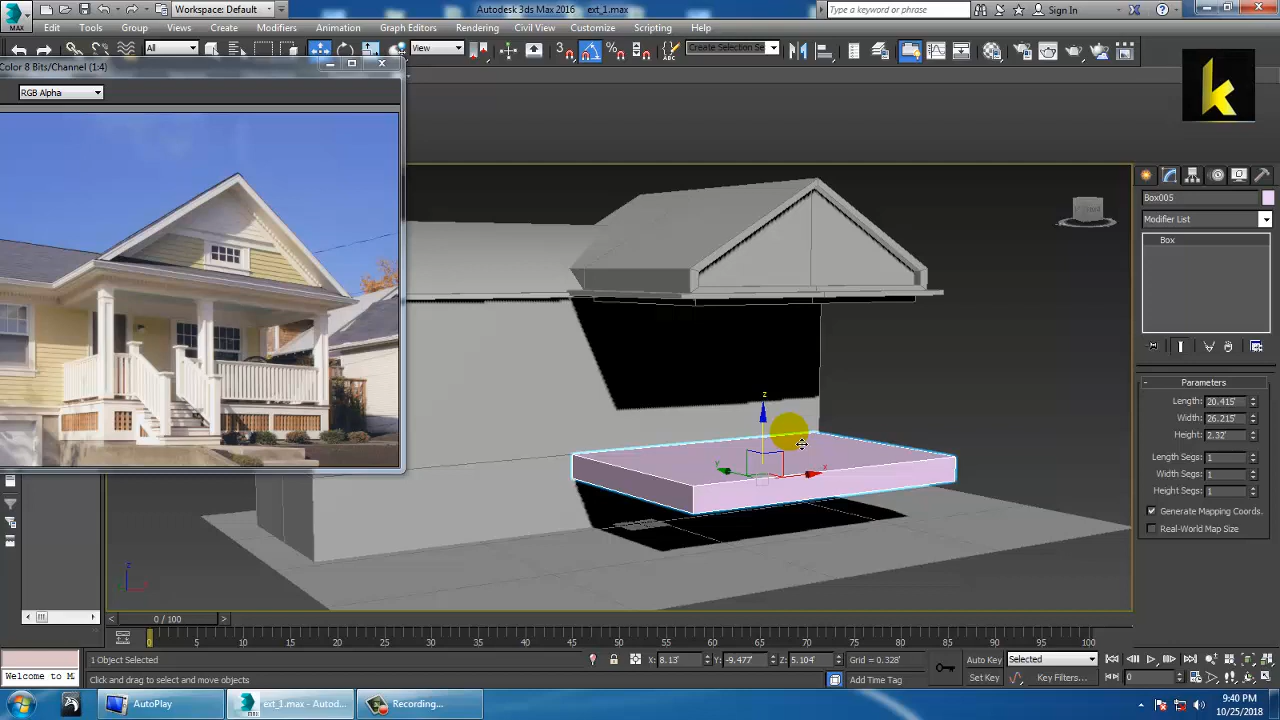 Workspace: Default
Autodesk 3ds Max 2016    ext_1.max
Type a keyword or phrase
Sign In
MAX
Edit Tools Group Views Create Modifiers Animation Graph Editors Rendering Civil View Customize Scripting Help
All
View
Create Selection Se
Color 8 Bits/Channel (1:4)
RGB Alpha
k
Box005
Modifier List
Box
Parameters
Length: 20.415'
Width: 26.215'
Height: 2.32'
Length Segs: 1
Width Segs: 1
Height Segs: 1
Generate Mapping Coords.
Real-World Map Size
z
y
x
z
0 / 100
0 5 10 15 20 25 30 35 40 45 50 55 60 65 70 75 80 85 90 95 100
1 Object Selected
X: 8.13' Y: -9.477' Z: 5.104' Grid = 0.328'
Auto Key Selected
Welcome to M
Click and drag to select and move objects
Add Time Tag
Set Key Key Filters... 0
AutoPlay
ext_1.max - Autod...
Recording...
9:40 PM
10/25/2018